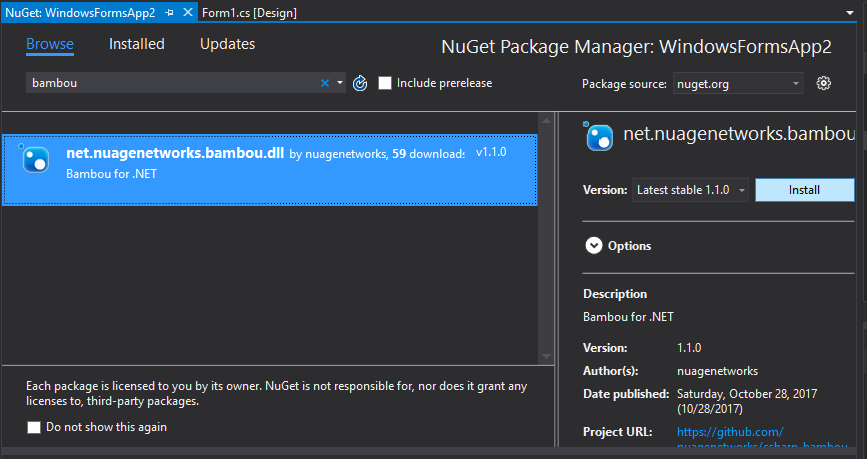 NuGet: WindowsFormsApp2
Form1.cs [Design]
Browse
Installed
Updates
NuGet Package Manager: WindowsFormsApp2
bambou
Include prerelease
Package source:
nuget.org
net.nuagenetworks.bambou.dll by nuagenetworks, 59 downloads
v1.1.0
Bambou for .NET
Each package is licensed to you by its owner. NuGet is not responsible for, nor does it grant any
licenses to, third-party packages.
Do not show this again
net.nuagenetworks.bambou
Version:
Latest stable 1.1.0
Install
Options
Description
Bambou for .NET
Version:
1.1.0
Author(s):
nuagenetworks
Date published:
Saturday, October 28, 2017
(10/28/2017)
Project URL:
https://github.com/
nuagenetworks/csharp-bambou